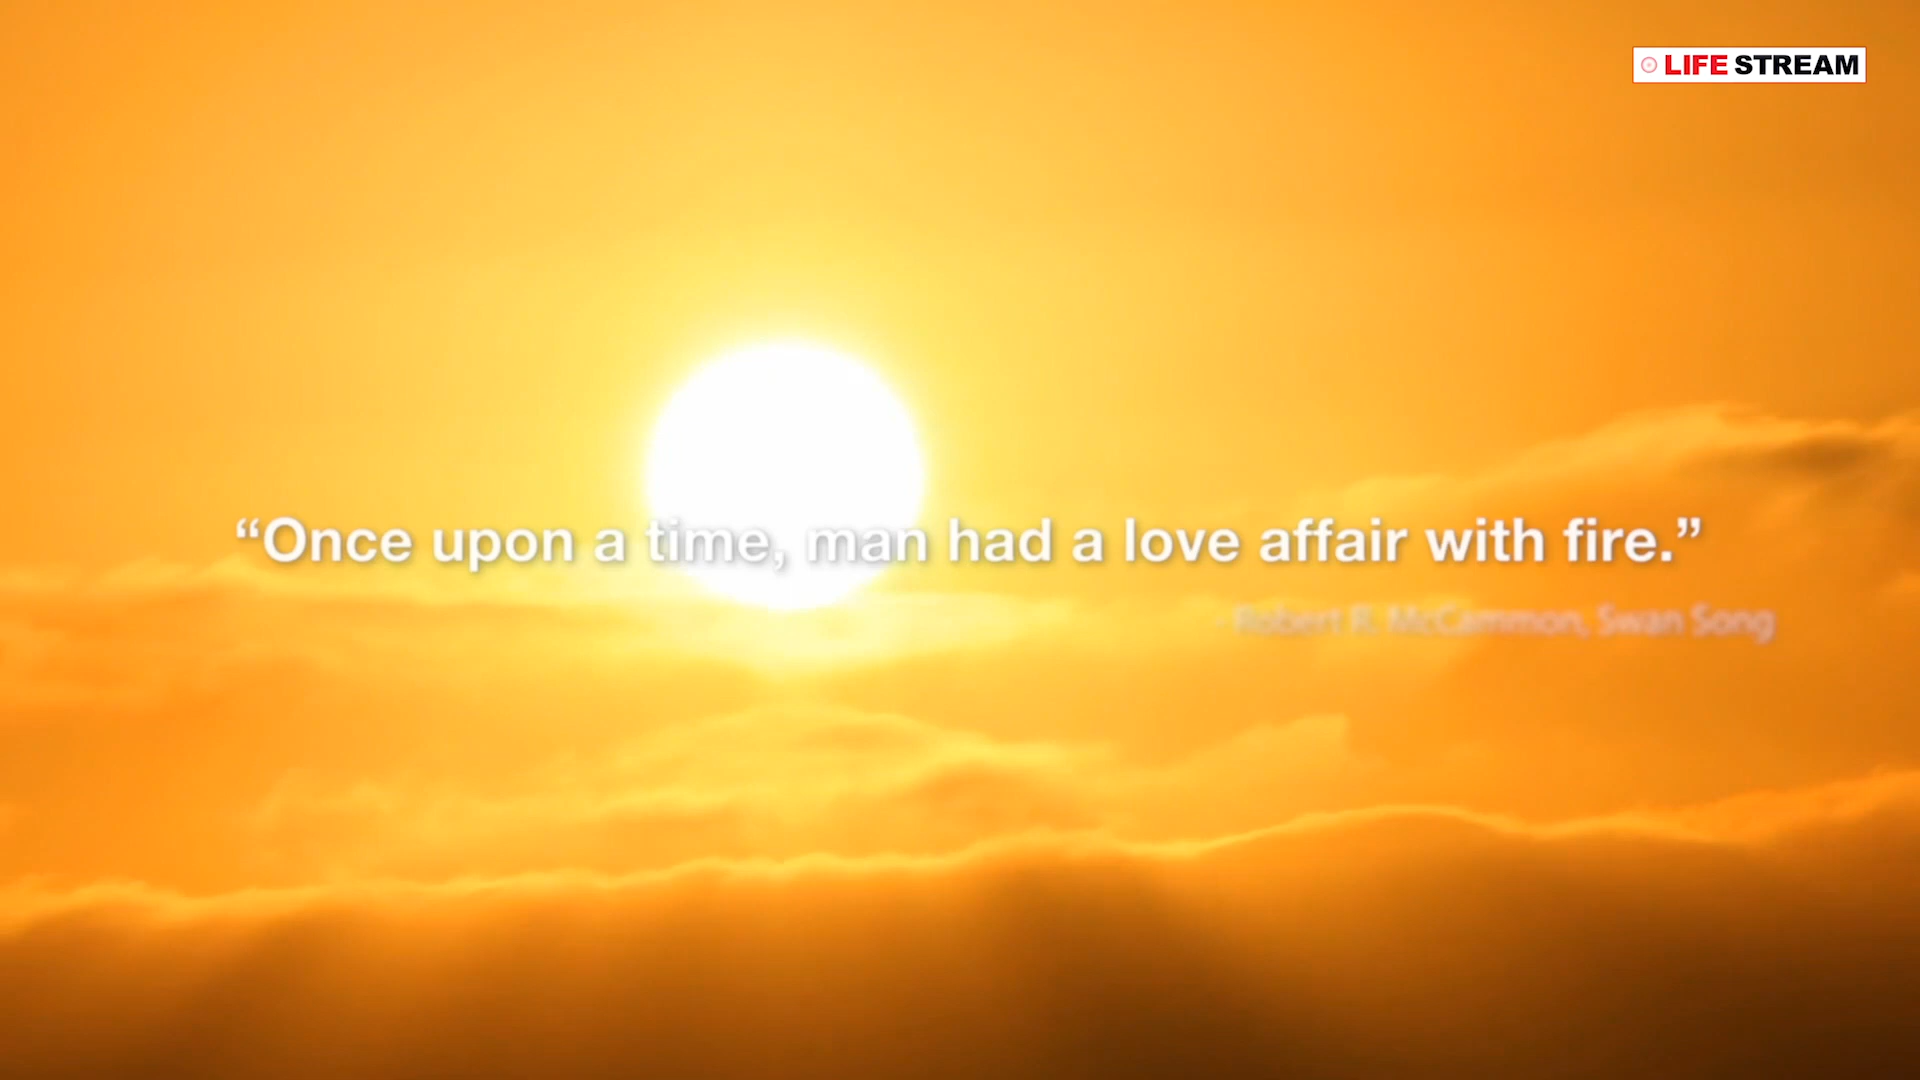 LIFE STREAM
“Once upon a time, man had a love affair with fire.”
- Robert R. McCammon, Swan Song